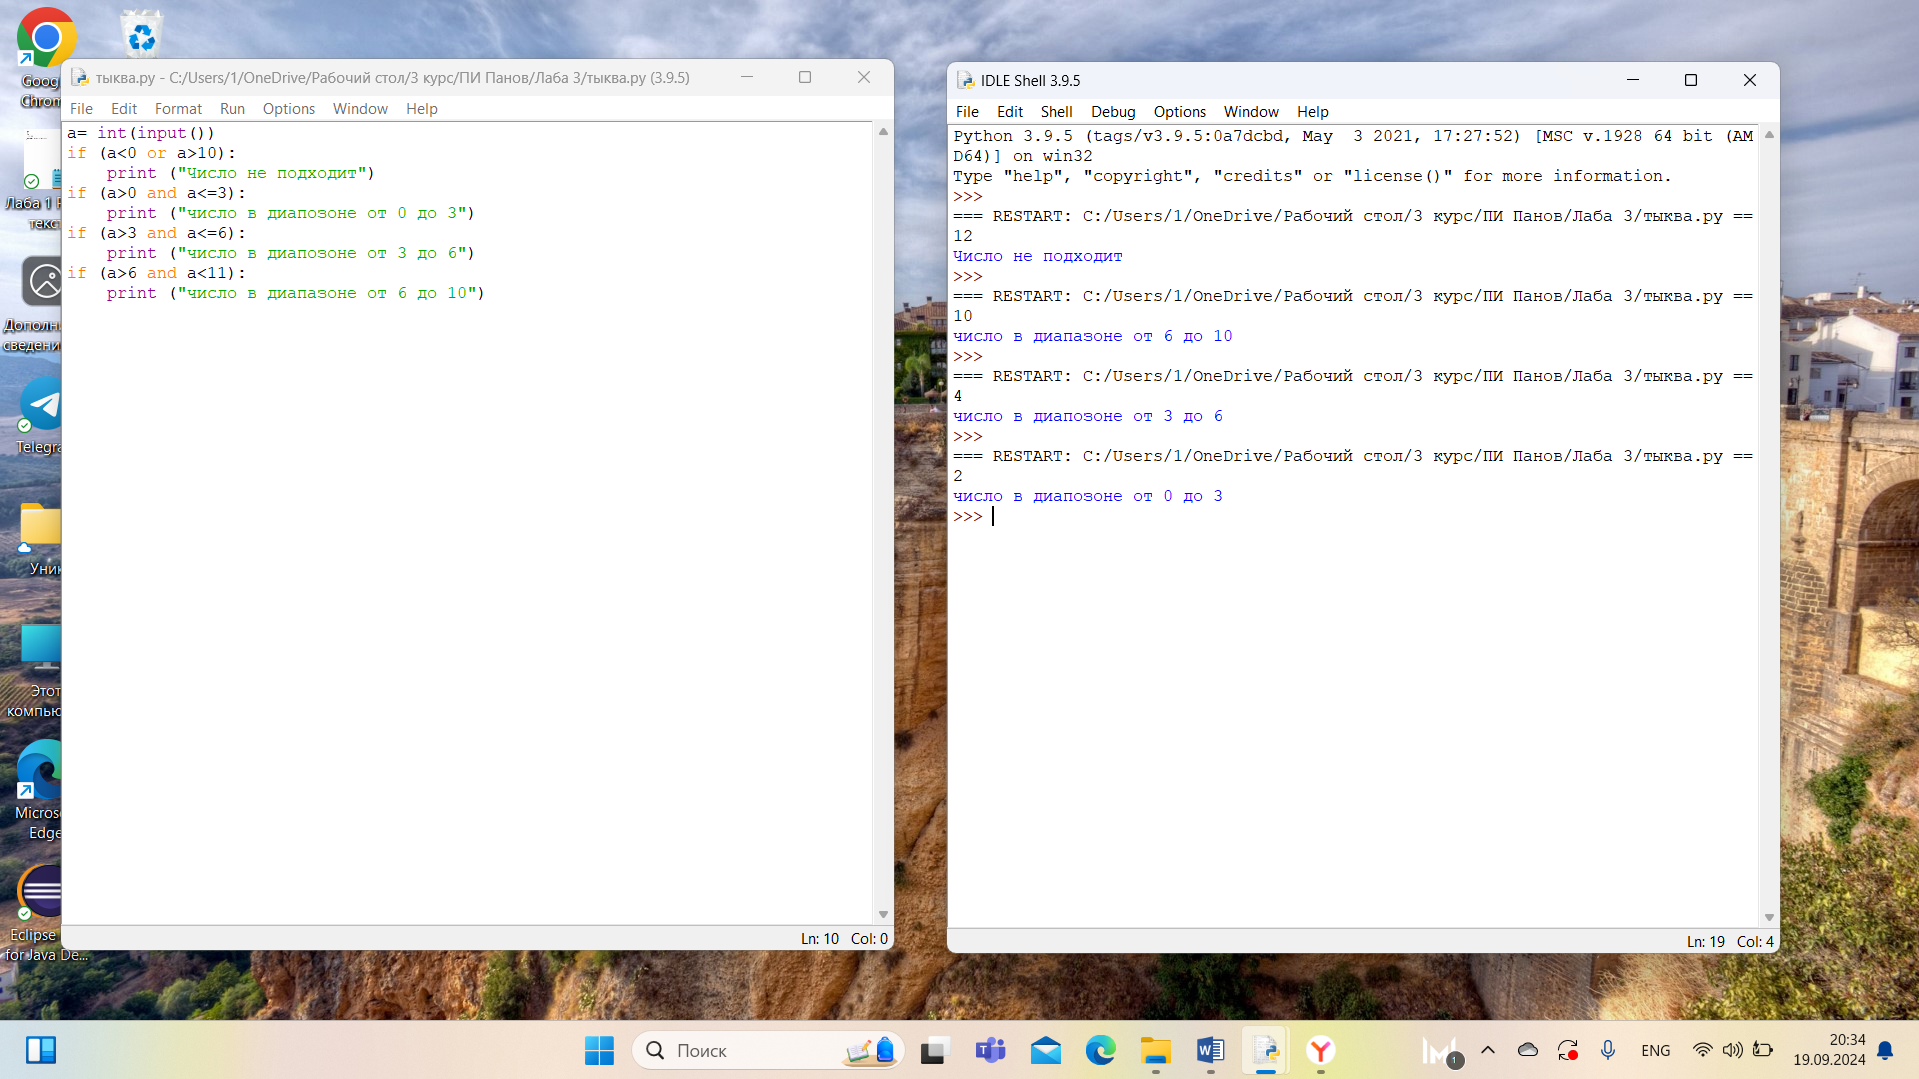 Goog
Chrom
Лаба 1 Р
текс
Дополн
сведени
Telegra
Уник
Этот
компью
Micros
Edge
Eclipse
for Java De...
тыква.py - C:/Users/1/OneDrive/Рабочий стол/3 курс/ПИ Панов/Лаба 3/тыква.py (3.9.5)
File Edit Format Run Options Window Help
a= int(input())
if (a<0 or a>10):
    print ("Число не подходит")
if (a>0 and a<=3):
    print ("число в диапозоне от 0 до 3")
if (a>3 and a<=6):
    print ("число в диапозоне от 3 до 6")
if (a>6 and a<11):
    print ("число в диапазоне от 6 до 10")
Ln: 10 Col: 0
IDLE Shell 3.9.5
File Edit Shell Debug Options Window Help
Python 3.9.5 (tags/v3.9.5:0a7dcbd, May  3 2021, 17:27:52) [MSC v.1928 64 bit (AM
D64)] on win32
Type "help", "copyright", "credits" or "license()" for more information.
>>>
=== RESTART: C:/Users/1/OneDrive/Рабочий стол/3 курс/ПИ Панов/Лаба 3/тыква.py ==
12
Число не подходит
>>>
=== RESTART: C:/Users/1/OneDrive/Рабочий стол/3 курс/ПИ Панов/Лаба 3/тыква.py ==
10
число в диапазоне от 6 до 10
>>>
=== RESTART: C:/Users/1/OneDrive/Рабочий стол/3 курс/ПИ Панов/Лаба 3/тыква.py ==
4
число в диапозоне от 3 до 6
>>>
=== RESTART: C:/Users/1/OneDrive/Рабочий стол/3 курс/ПИ Панов/Лаба 3/тыква.py ==
2
число в диапозоне от 0 до 3
>>>
Ln: 19 Col: 4
Поиск
1
ENG
20:34
19.09.2024